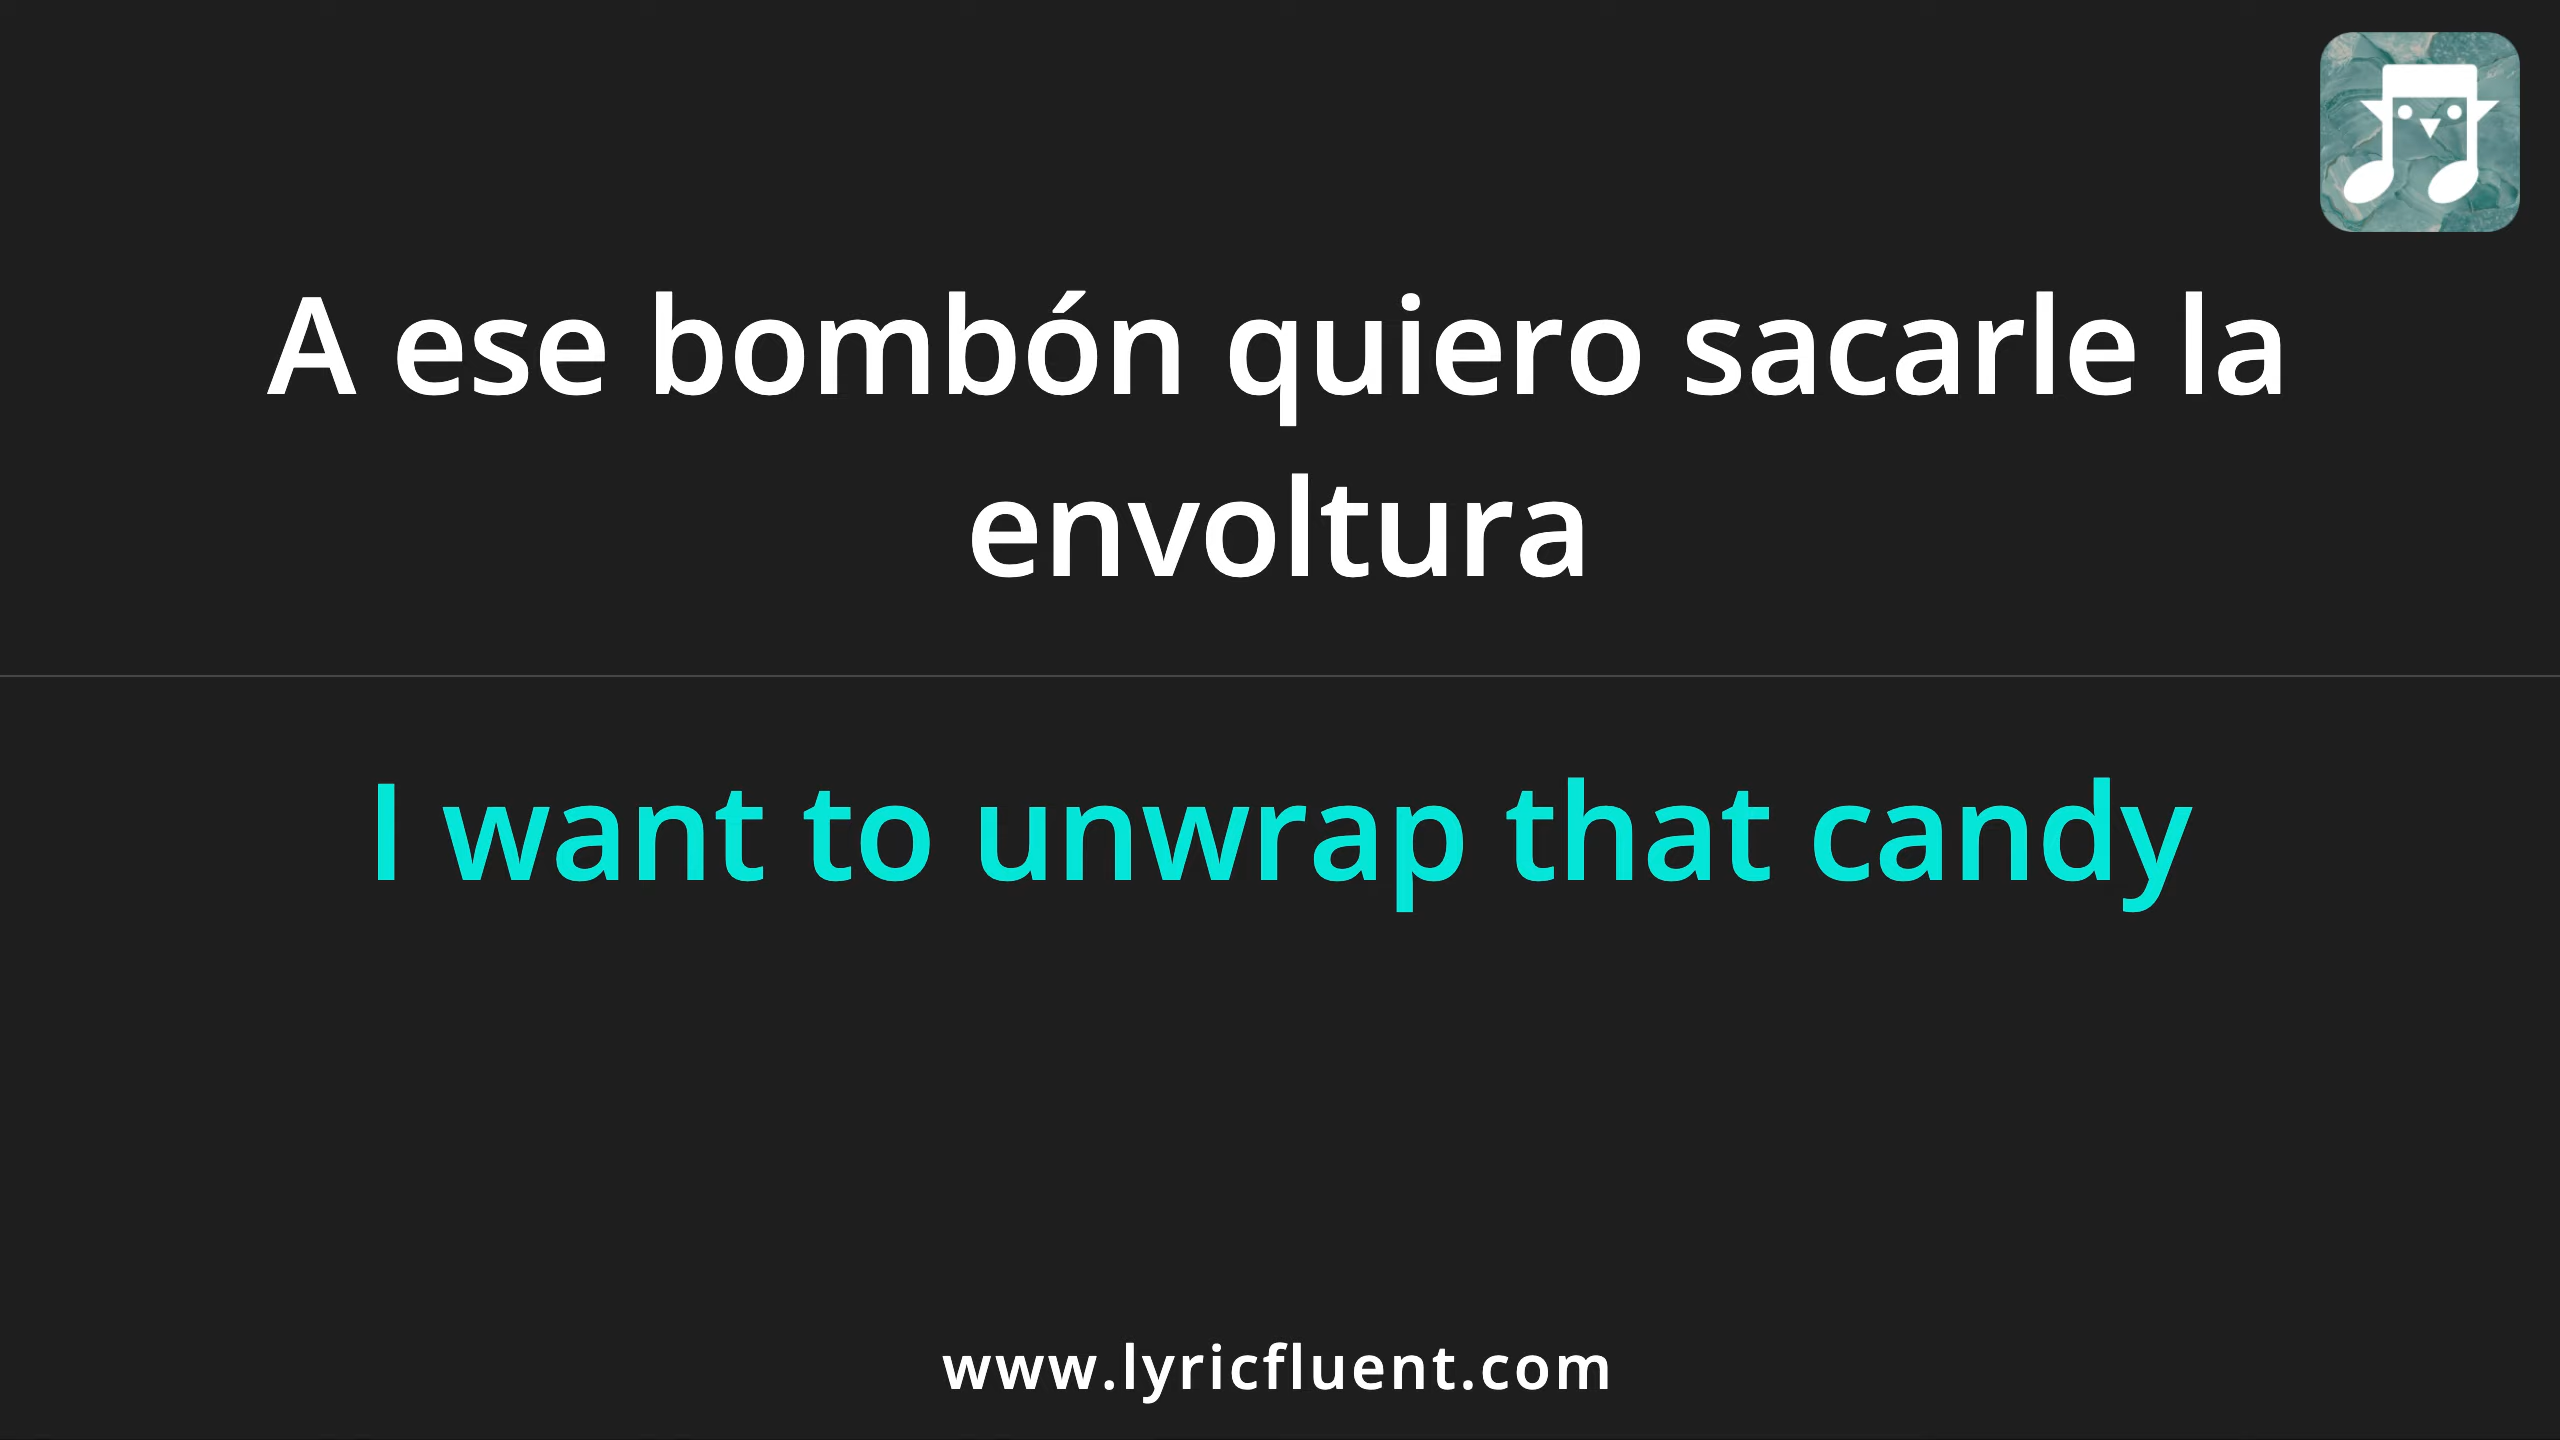 A ese bombón quiero sacarle la
envoltura
I want to unwrap that candy
www.lyricfluent.com